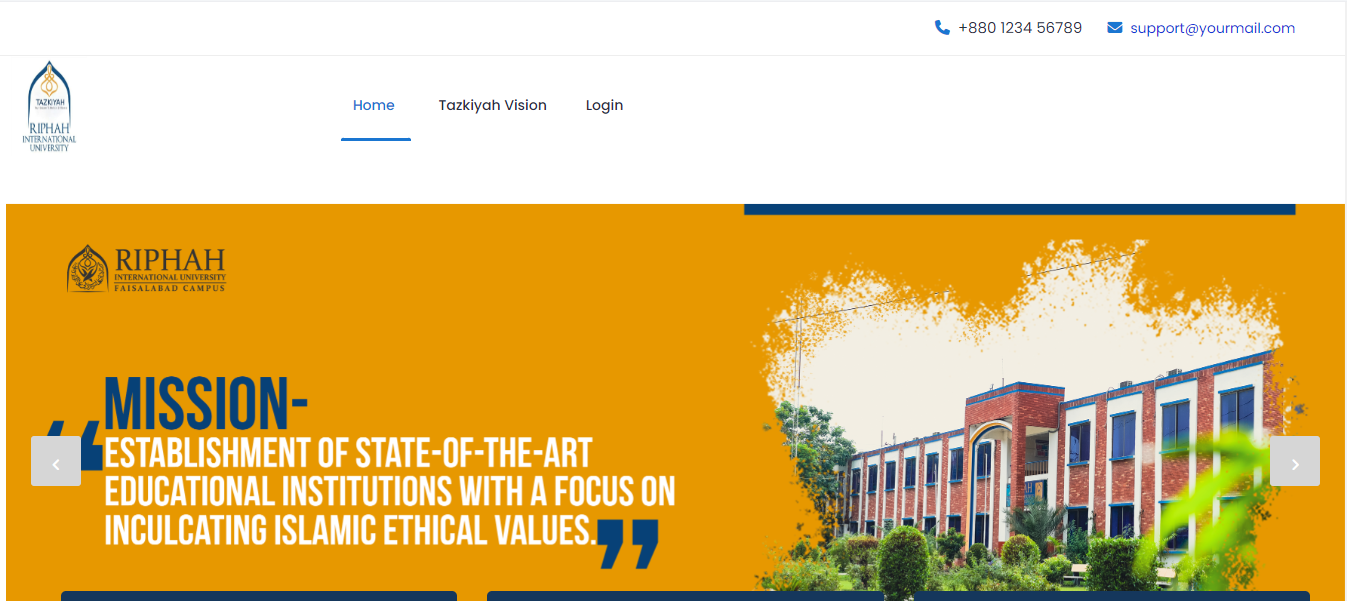 +880 1234 56789 support@yourmail.com
TAZKIYAH
RIPHAH
INTERNATIONAL
UNIVERSITY
Home Tazkiyah Vision Login
RIPHAH
INTERNATIONAL UNIVERSITY
FAISALABAD CAMPUS
MISSION-
“ESTABLISHMENT OF STATE-OF-THE-ART
EDUCATIONAL INSTITUTIONS WITH A FOCUS ON
INCULCATING ISLAMIC ETHICAL VALUES.”